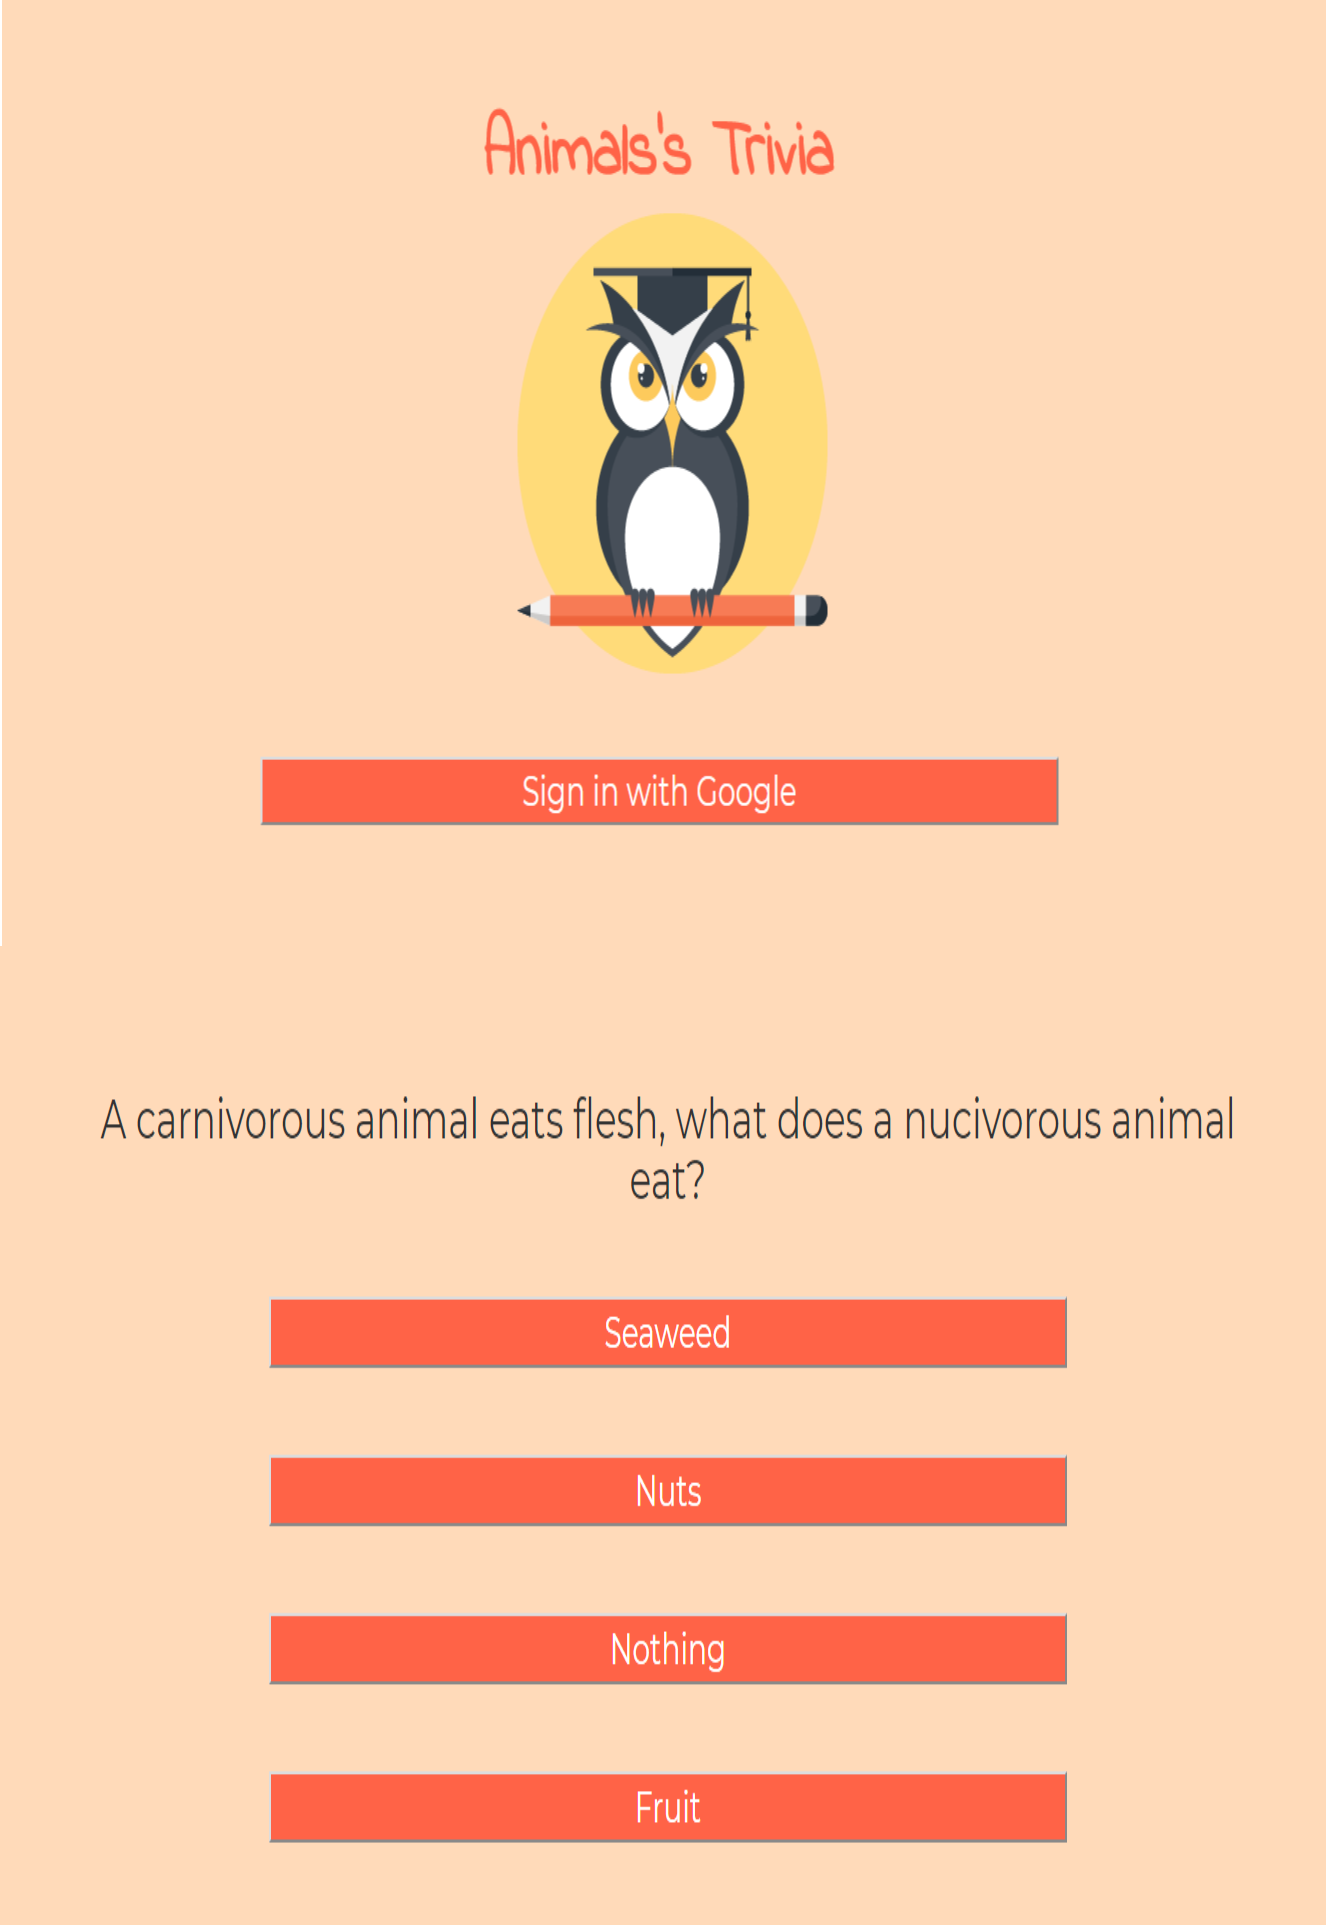 Animals's Trivia
Sign in with Google
A carnivorous animal eats flesh, what does a nucivorous animal
eat?
Seaweed
Nuts
Nothing
Fruit